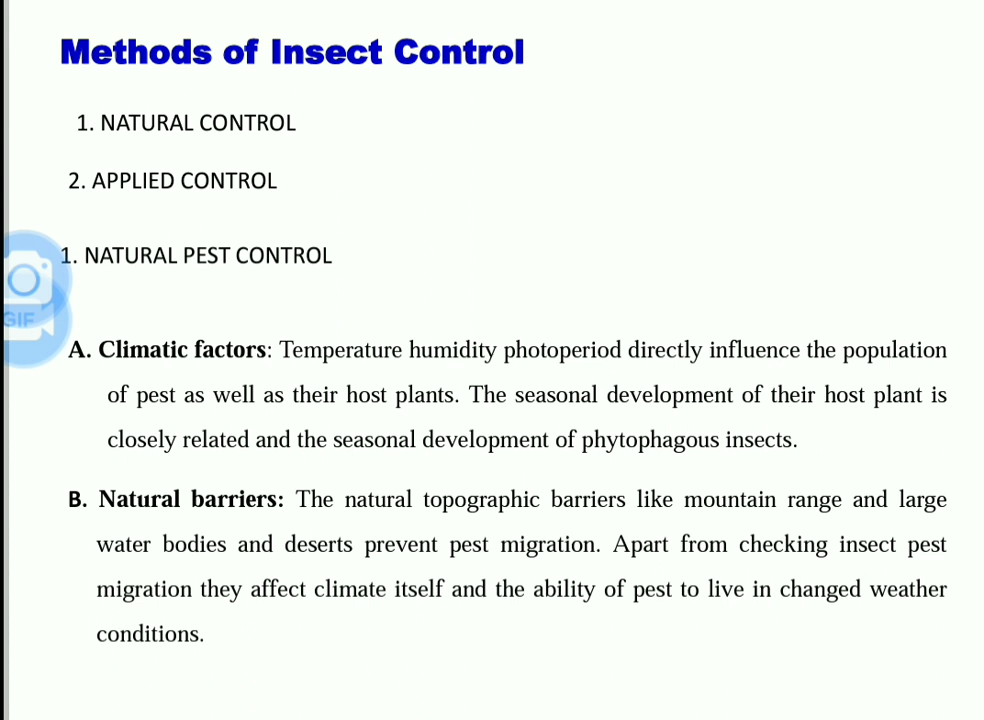 Methods of Insect Control
1. NATURAL CONTROL
2. APPLIED CONTROL
1. NATURAL PEST CONTROL
GIF
A. Climatic factors: Temperature humidity photoperiod directly influence the population
of pest as well as their host plants. The seasonal development of their host plant is
closely related and the seasonal development of phytophagous insects.
B. Natural barriers: The natural topographic barriers like mountain range and large
water bodies and deserts prevent pest migration. Apart from checking insect pest
migration they affect climate itself and the ability of pest to live in changed weather
conditions.